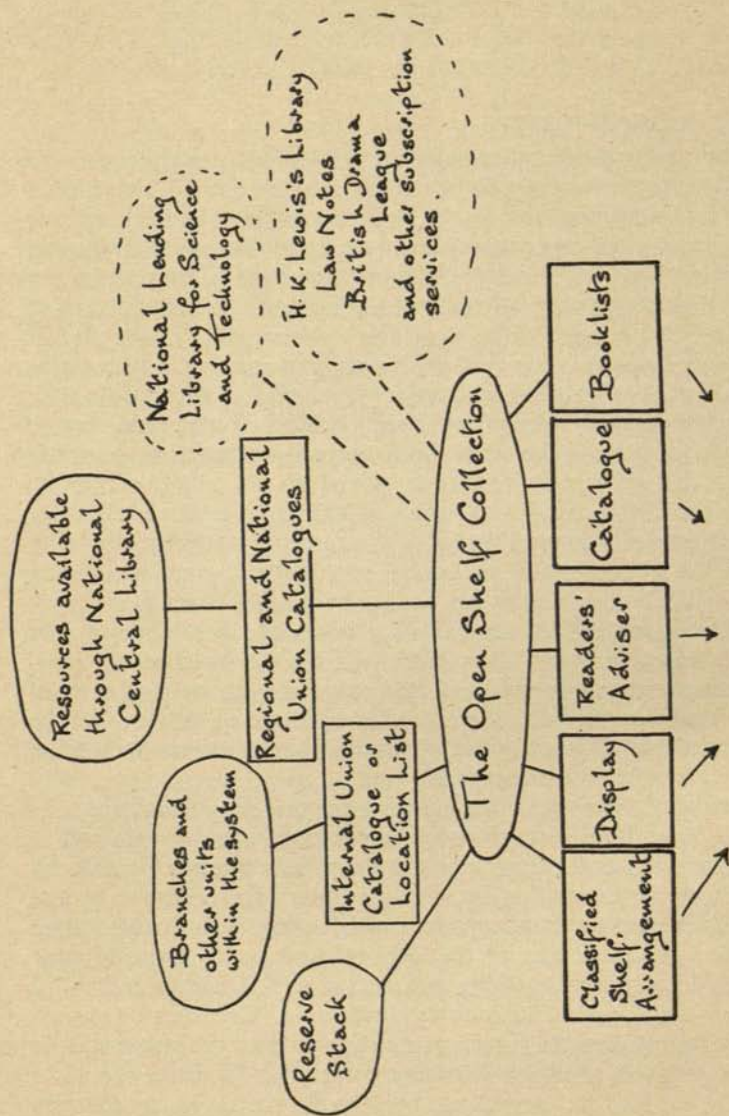 Resources available
through National
Central Library
National Lending
Library for Science
and Technology
Branches and
other units
within the system
Regional and National
Union Catalogues
H.K. Lewis's Library
Law Notes
British Drama
League
and other subscription
services.
Reserve
Stack
Internal Union
Catalogue or
Location List
The Open Shelf Collection
Classified
Shelf.
Arrangement
Display
Readers'
Adviser
Catalogue
Booklists